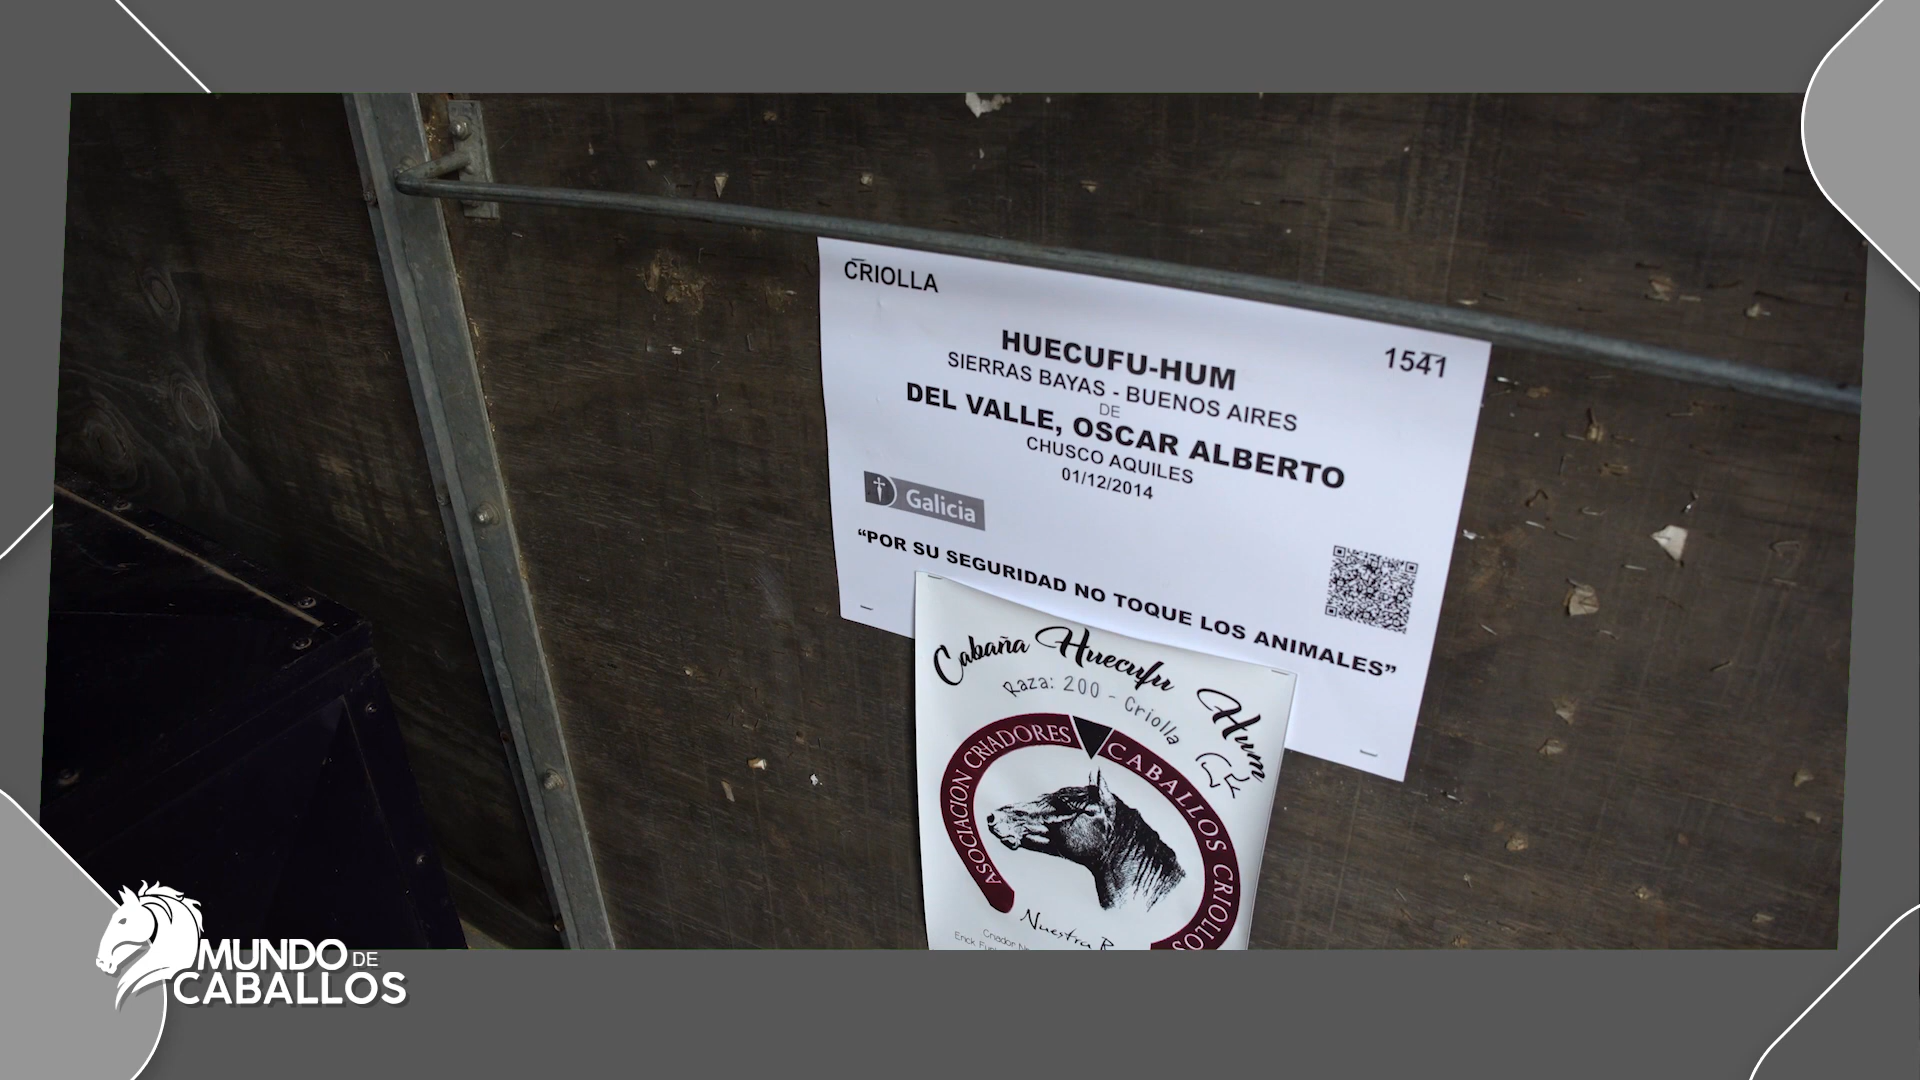 CRIOLLA
1541
HUECUFU-HUM
SIERRAS BAYAS - BUENOS AIRES
DE
DEL VALLE, OSCAR ALBERTO
CHUSCO AQUILES
01/12/2014
Galicia
“POR SU SEGURIDAD NO TOQUE LOS ANIMALES”
Cabaña Huecufu Hum
Raza: 200 - Criolla
ASOCIACION CRIADORES CABALLOS CRIOLLOS
Nuestra
Criador
Erick
MUNDO DE
CABALLOS